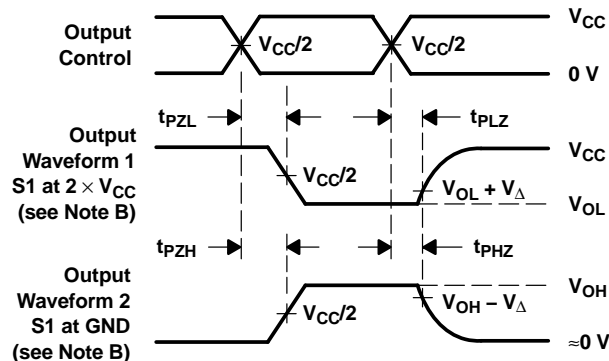 Output
Control
VCC/2
VCC/2
VCC
0 V
tPZL
tPLZ
Output
Waveform 1
S1 at 2 × VCC
(see Note B)
VCC/2
VOL + VΔ
VCC
VOL
tPZH
tPHZ
Output
Waveform 2
S1 at GND
(see Note B)
VCC/2
VOH − VΔ
VOH
≈0 V